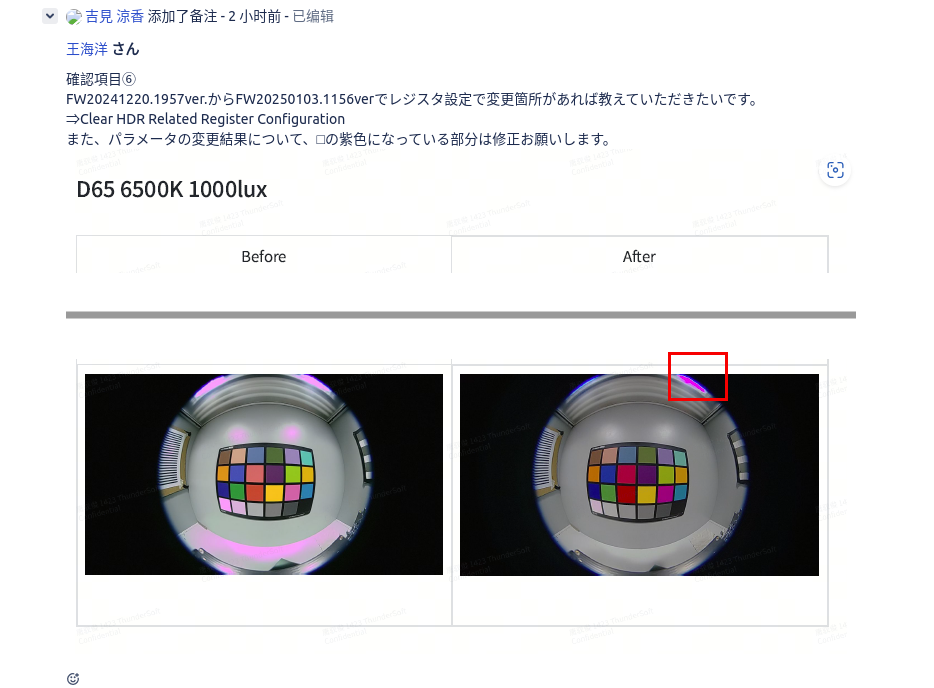 吉見 涼香 添加了备注 - 2 小时前 - 已编辑
王海洋 さん
確認項目⑥
FW20241220.1957ver.からFW20250103.1156verでレジスタ設定で変更箇所があれば教えていただきたいです。
⇒Clear HDR Related Register Configuration
また、パラメータの変更結果について、□の紫色になっている部分は修正お願いします。
D65 6500K 1000lux
Before
After